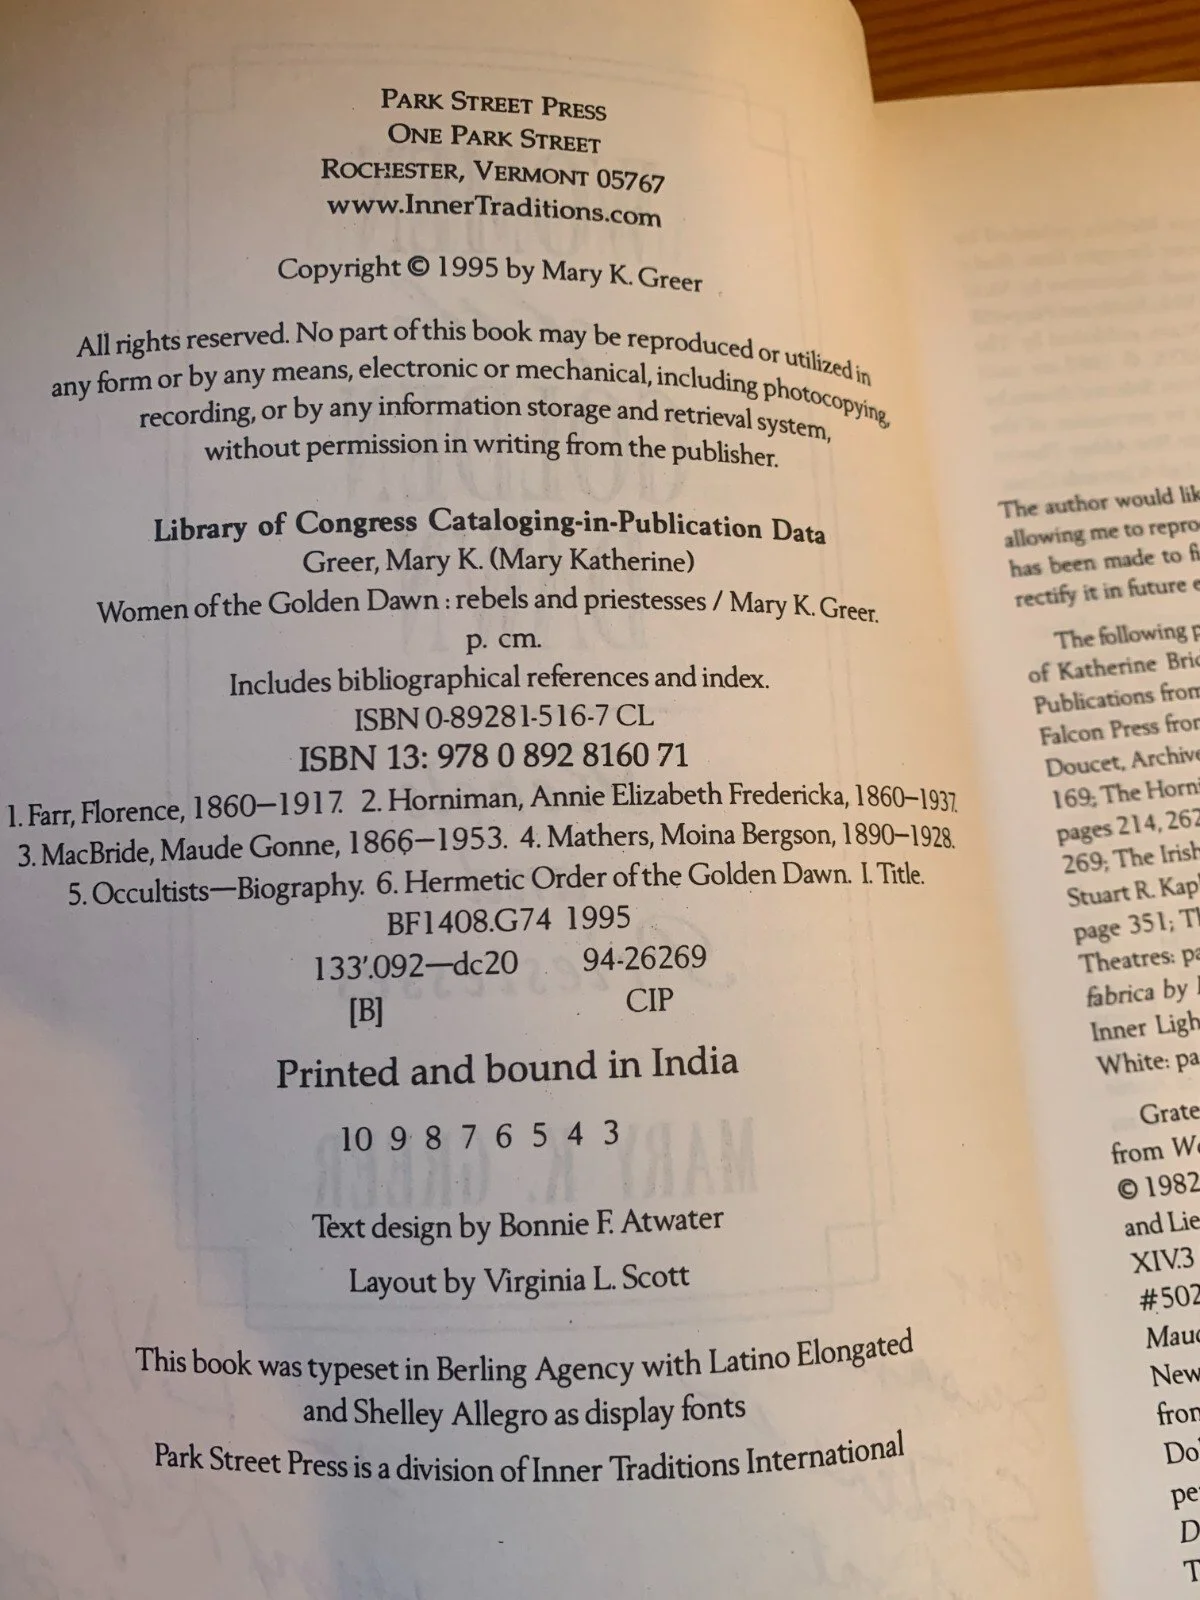 PARK STREET PRESS
ONE PARK STREET
ROCHESTER, VERMONT 05767
www.InnerTraditions.com
Copyright © 1995 by Mary K. Greer
All rights reserved. No part of this book may be reproduced or utilized in
any form or by any means, electronic or mechanical, including photocopying,
recording, or by any information storage and retrieval system,
without permission in writing from the publisher.
Library of Congress Cataloging-in-Publication Data
Greer, Mary K. (Mary Katherine)
Women of the Golden Dawn : rebels and priestesses / Mary K. Greer.
p. cm.
Includes bibliographical references and index.
ISBN 0-89281-516-7 CL
ISBN 13: 978 0 892 8160 71
1. Farr, Florence, 1860—1917. 2. Horniman, Annie Elizabeth Fredericka, 1860—1937.
3. MacBride, Maude Gonne, 1866—1953. 4. Mathers, Moina Bergson, 1890—1928.
5. Occultists—Biography. 6. Hermetic Order of the Golden Dawn. I. Title.
BF1408.G74 1995
133'.092—dc20 94-26269
[B] CIP
Printed and bound in India
10 9 8 7 6 5 4 3
Text design by Bonnie F. Atwater
Layout by Virginia L. Scott
This book was typeset in Berling Agency with Latino Elongated
and Shelley Allegro as display fonts
Park Street Press is a division of Inner Traditions International
The author would
allowing me to
has been made to
rectify it in future
The following
of Katherine
Publications from
Falcon Press from
Doucet,
169; The
pages 214, 262
269; The Irish
Stuart R.
page 351;
Theatres:
fabrica by
Inner
White:
from
© 1982
and
XIV.3
#502